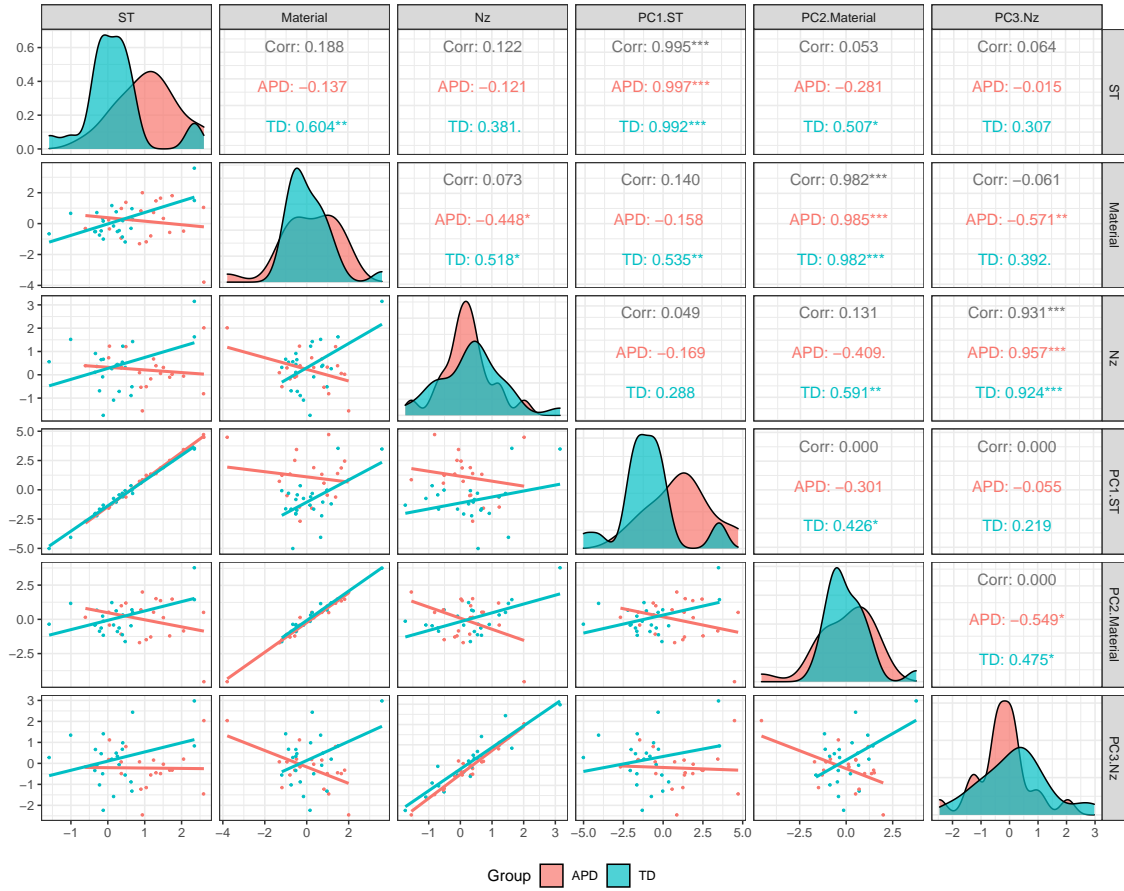 ST Material Nz PC1.ST PC2.Material PC3.Nz
0.6
0.4
0.2
0.0
Corr: 0.188
APD: −0.137
TD: 0.604**
Corr: 0.122
APD: −0.121
TD: 0.381.
Corr: 0.995***
APD: 0.997***
TD: 0.992***
Corr: 0.053
APD: −0.281
TD: 0.507*
Corr: 0.064
APD: −0.015
TD: 0.307
ST
2
0
−2
−4
Corr: 0.073
APD: −0.448*
TD: 0.518*
Corr: 0.140
APD: −0.158
TD: 0.535**
Corr: 0.982***
APD: 0.985***
TD: 0.982***
Corr: −0.061
APD: −0.571**
TD: 0.392.
Material
3
2
1
0
−1
Corr: 0.049
APD: −0.169
TD: 0.288
Corr: 0.131
APD: −0.409.
TD: 0.591**
Corr: 0.931***
APD: 0.957***
TD: 0.924***
Nz
5.0
2.5
0.0
−2.5
−5.0
Corr: 0.000
APD: −0.301
TD: 0.426*
Corr: 0.000
APD: −0.055
TD: 0.219
PC1.ST
2.5
0.0
−2.5
Corr: 0.000
APD: −0.549*
TD: 0.475*
PC2.Material
3
2
1
0
−1
−2
PC3.Nz
−1 0 1 2
−4 −2 0 2
−1 0 1 2 3
−5.0 −2.5 0.0 2.5 5.0
−2.5 0.0 2.5
−2 −1 0 1 2 3
Group APD TD